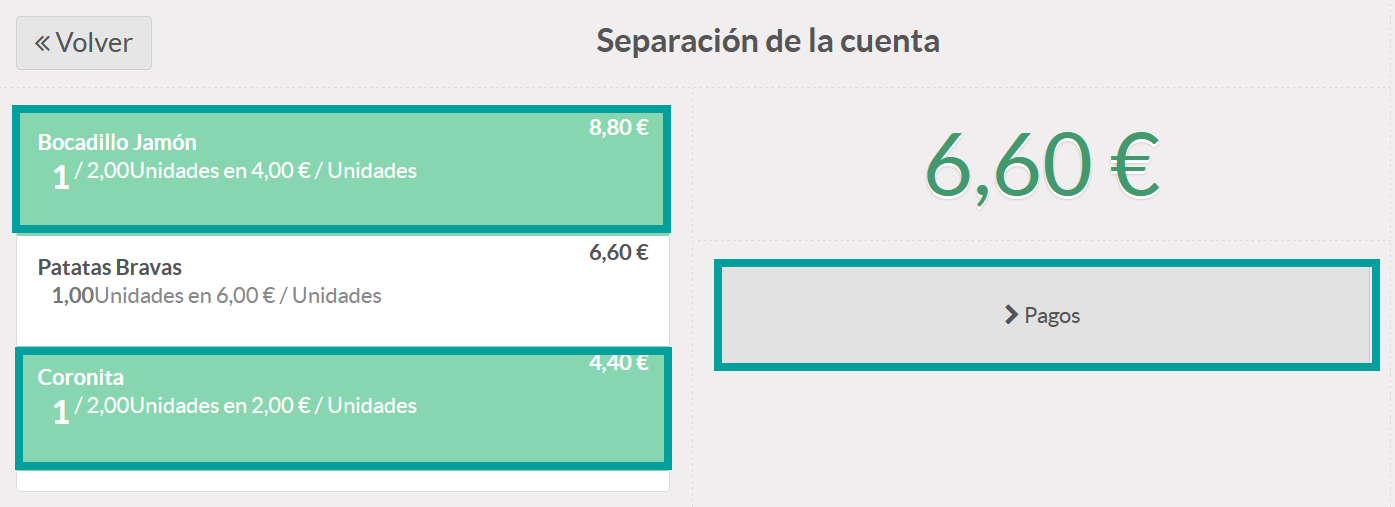 Volver
Separación de la cuenta
Bocadillo Jamón 8,80 €
1 / 2,00Unidades en 4,00 € / Unidades
Patatas Bravas 6,60 €
1,00Unidades en 6,00 € / Unidades
Coronita 4,40 €
1 / 2,00Unidades en 2,00 € / Unidades
6,60 €
Pagos